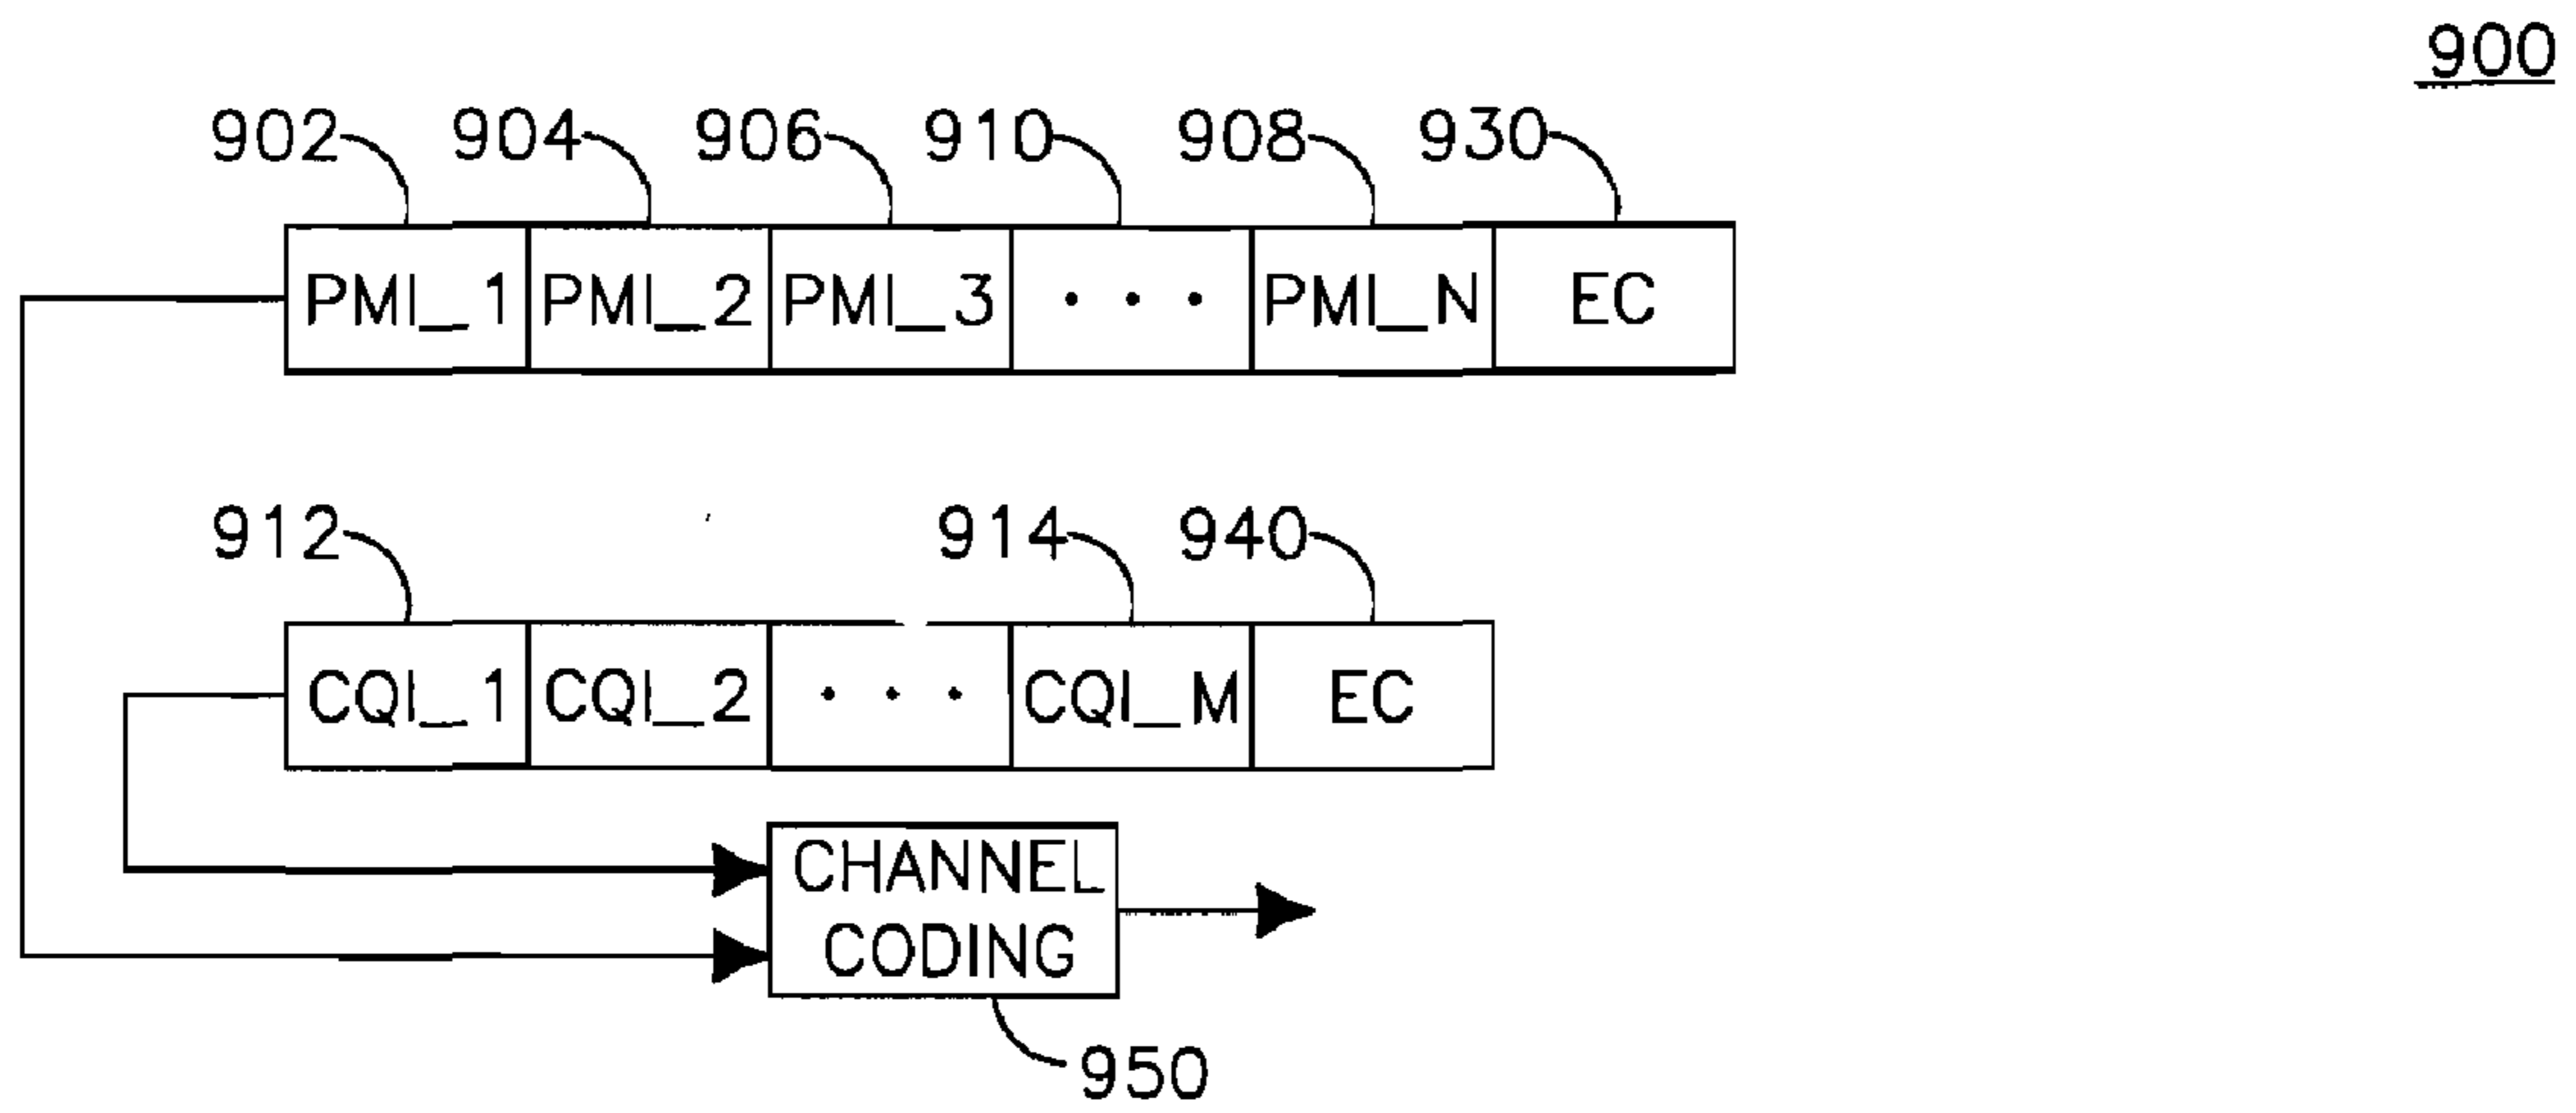 900
902 904 906 910 908 930
PMI_1 PMI_2 PMI_3 • • • PMI_N EC
912 914 940
CQI_1 CQI_2 • • • CQI_M EC
CHANNEL
CODING
950